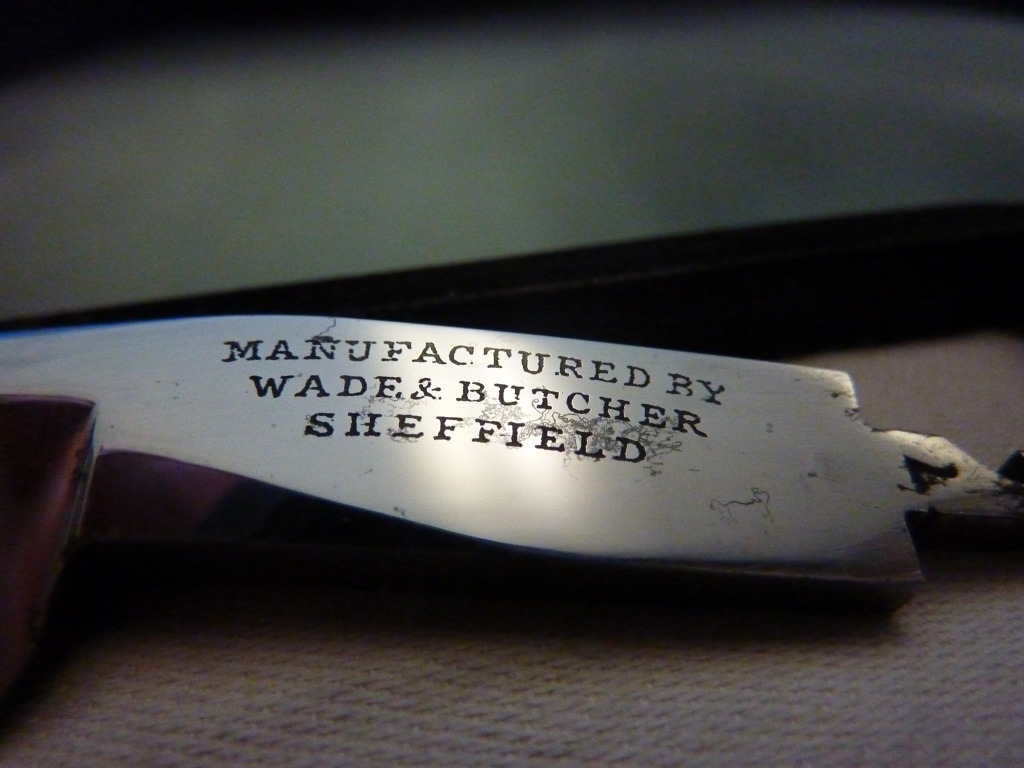 MANUFACTURED BY
WADE & BUTCHER
SHEFFIELD